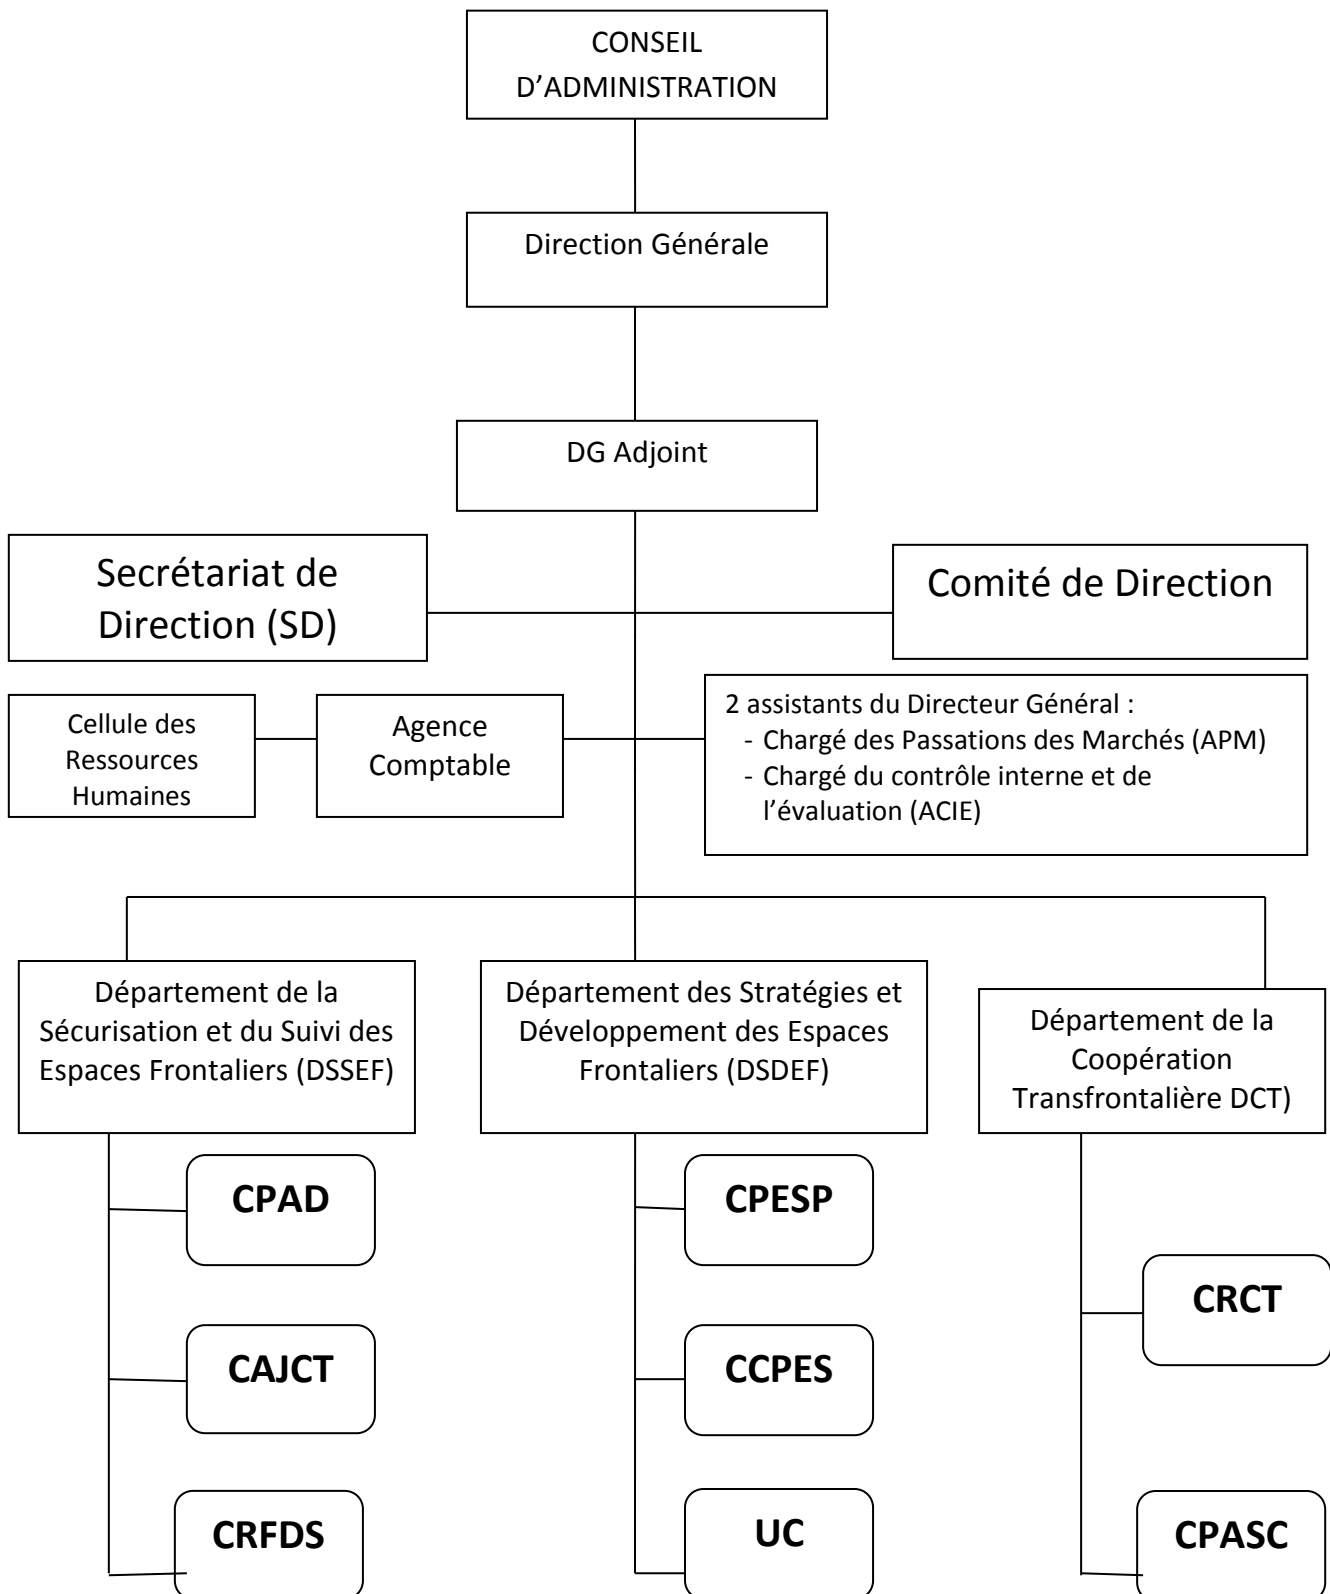 CONSEIL
D’ADMINISTRATION
Direction Générale
DG Adjoint
Secrétariat de
Direction (SD)
Comité de Direction
Cellule des
Ressources
Humaines
Agence
Comptable
2 assistants du Directeur Général :
- Chargé des Passations des Marchés (APM)
- Chargé du contrôle interne et de
l’évaluation (ACIE)
Département de la
Sécurisation et du Suivi des
Espaces Frontaliers (DSSEF)
Département des Stratégies et
Développement des Espaces
Frontaliers (DSDEF)
Département de la
Coopération
Transfrontalière DCT)
CPAD
CAJCT
CRFDS
CPESP
CCPES
UC
CRCT
CPASC